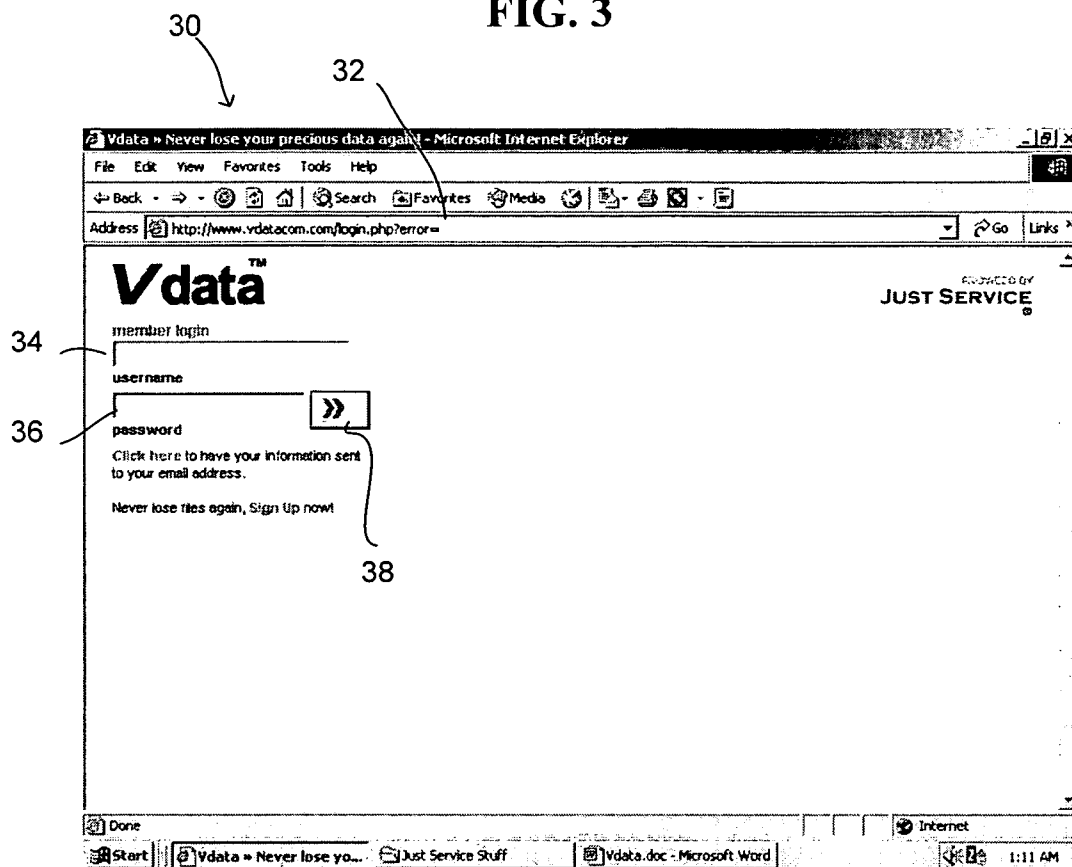 FIG. 3
30
32
Vdata » Never lose your precious data again! - Microsoft Internet Explorer
File Edit View Favorites Tools Help
Back Search Favorites Media
Address http://www.vdatacom.com/login.php?error= Go Links »
Vdata™
POWERED BY
JUST SERVICE
member login
34
username
»
36
password
Click here to have your information sent
to your email address.
Never lose files again, Sign Up now!
38
Done Internet
Start Vdata » Never lose yo... Just Service Stuff Vdata.doc - Microsoft Word 1:11 AM